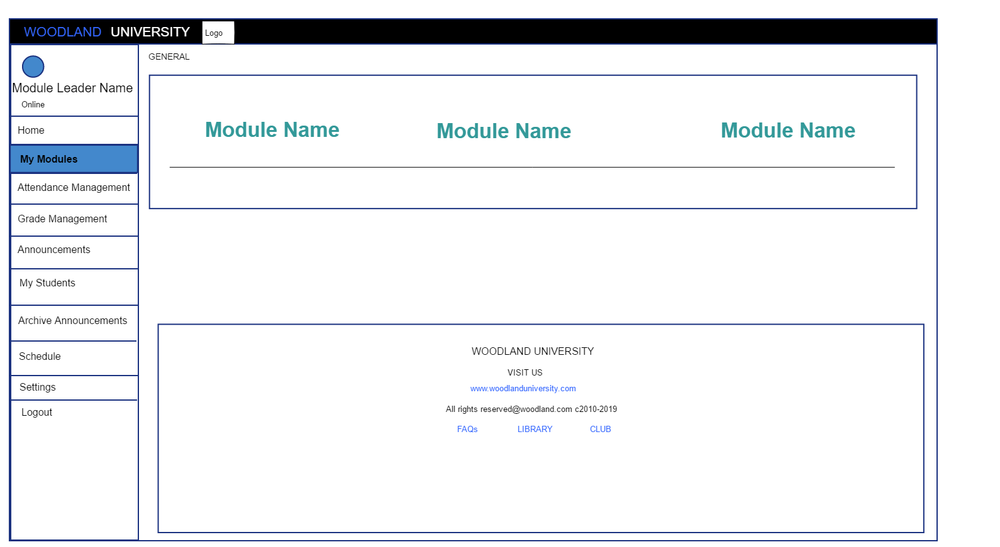 WOODLAND UNIVERSITY Logo
Module Leader Name
Online
Home
My Modules
Attendance Management
Grade Management
Announcements
My Students
Archive Announcements
Schedule
Settings
Logout
GENERAL
Module Name Module Name Module Name
WOODLAND UNIVERSITY
VISIT US
www.woodlanduniversity.com
All rights reserved@woodland.com c2010-2019
FAQs LIBRARY CLUB